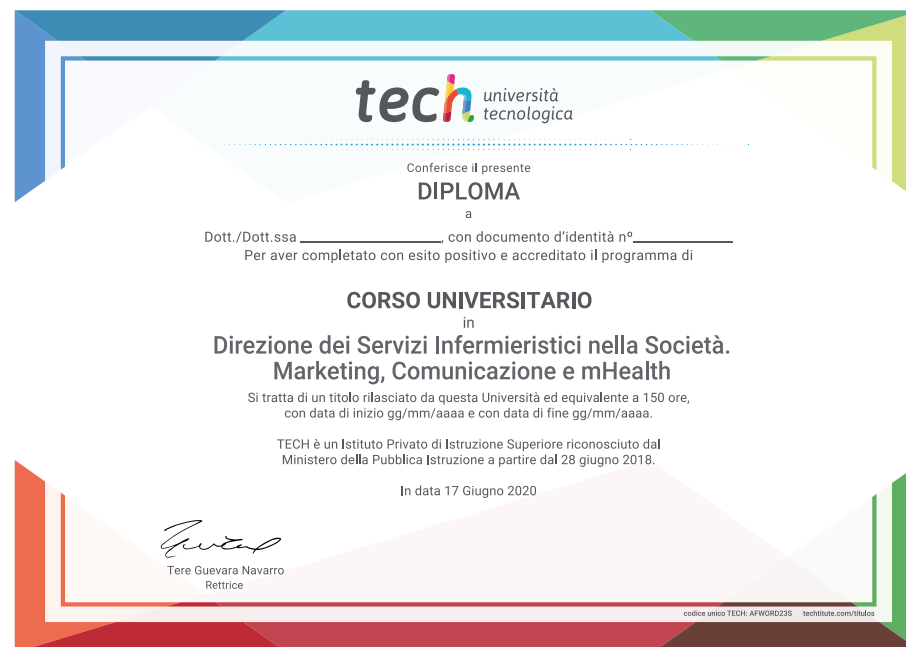 tech università
tecnologica
Conferisce il presente
DIPLOMA
a
Dott./Dott.ssa ____________________, con documento d'identità nº______________
Per aver completato con esito positivo e accreditato il programma di
CORSO UNIVERSITARIO
in
Direzione dei Servizi Infermieristici nella Società.
Marketing, Comunicazione e mHealth
Si tratta di un titolo rilasciato da questa Università ed equivalente a 150 ore,
con data di inizio gg/mm/aaaa e con data di fine gg/mm/aaaa.
TECH è un Istituto Privato di Istruzione Superiore riconosciuto dal
Ministero della Pubblica Istruzione a partire dal 28 giugno 2018.
In data 17 Giugno 2020
Tere Guevara Navarro
Rettrice
codice unico TECH: AFWORD23S techtitute.com/titulos